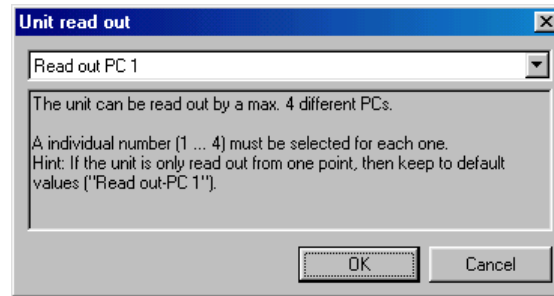 Unit read out
Read out PC 1
The unit can be read out by a max. 4 different PCs.
A individual number (1 ... 4) must be selected for each one.
Hint: If the unit is only read out from one point, then keep to default
values ("Read out-PC 1").
OK
Cancel